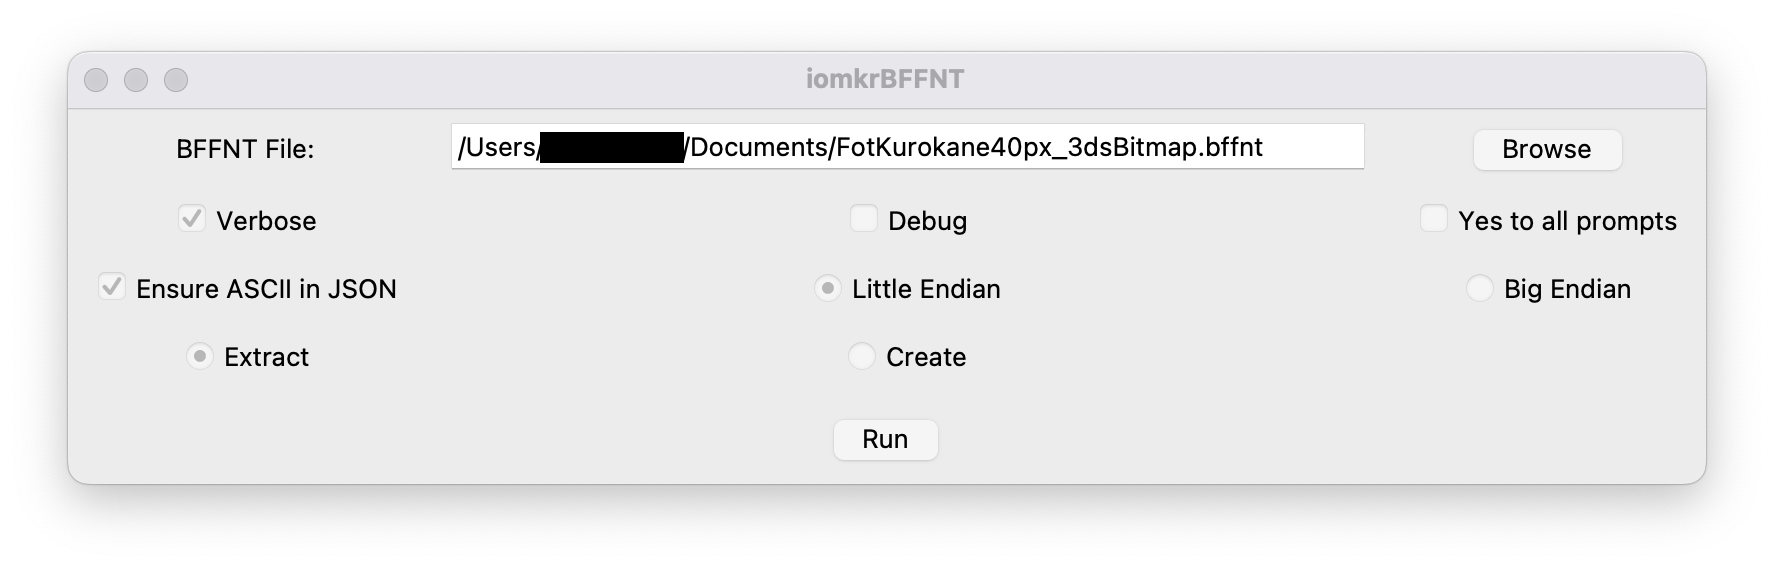 iomkrBFFNT
BFFNT File: /Users/ /Documents/FotKurokane40px_3dsBitmap.bffnt Browse
Verbose Debug Yes to all prompts
Ensure ASCII in JSON Little Endian Big Endian
Extract Create
Run